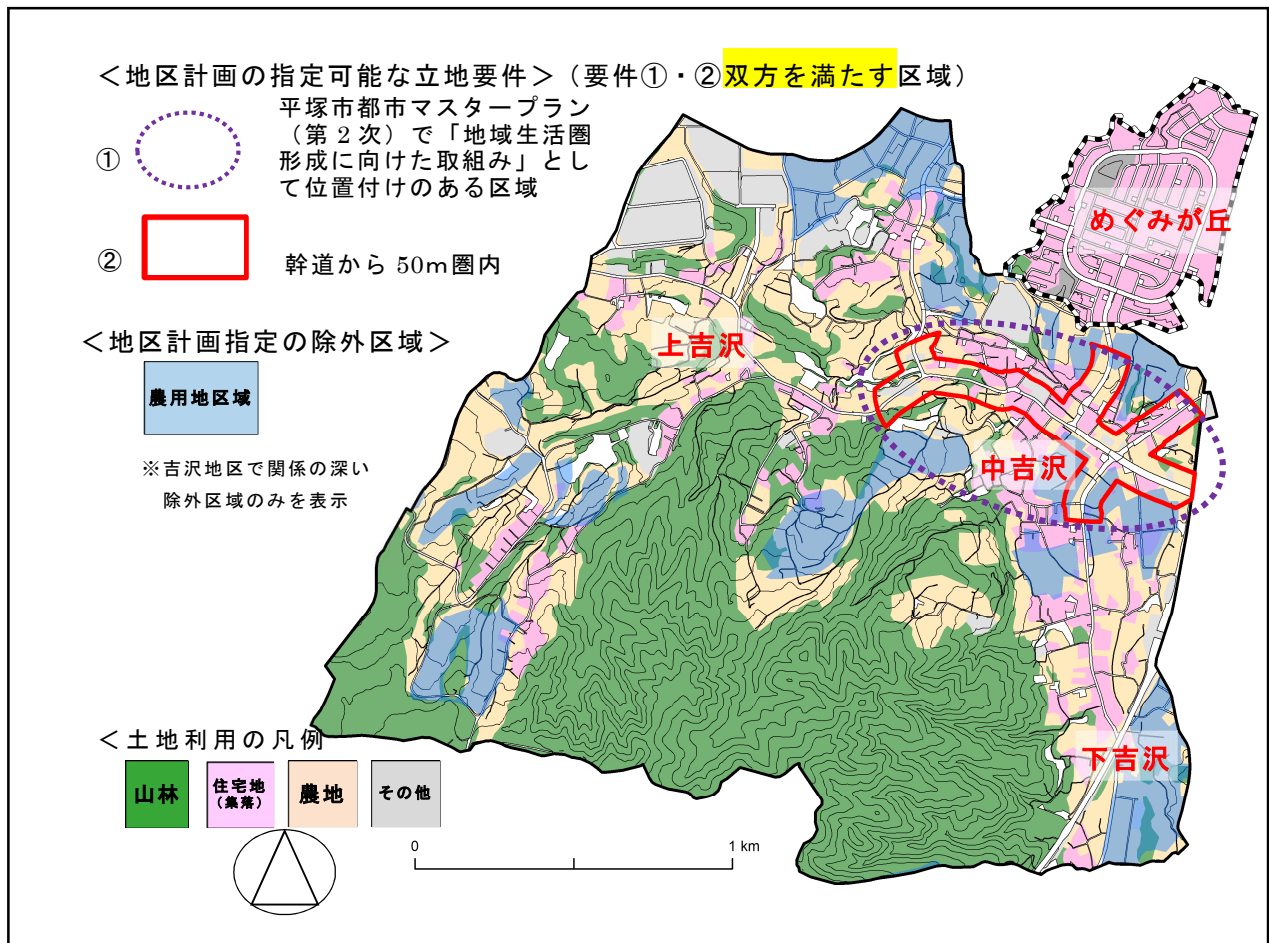 ＜地区計画の指定可能な立地要件＞（要件①・②双方を満たす区域）
①
平塚市都市マスタープラン
（第２次）で「地域生活圏
形成に向けた取組み」とし
て位置付けのある区域
②
幹道から 50ｍ圏内
＜地区計画指定の除外区域＞
農用地区域
※吉沢地区で関係の深い
除外区域のみを表示
めぐみが丘
上吉沢
中吉沢
下吉沢
＜土地利用の凡例
山林
住宅地
（集落）
農地
その他
0
1 km